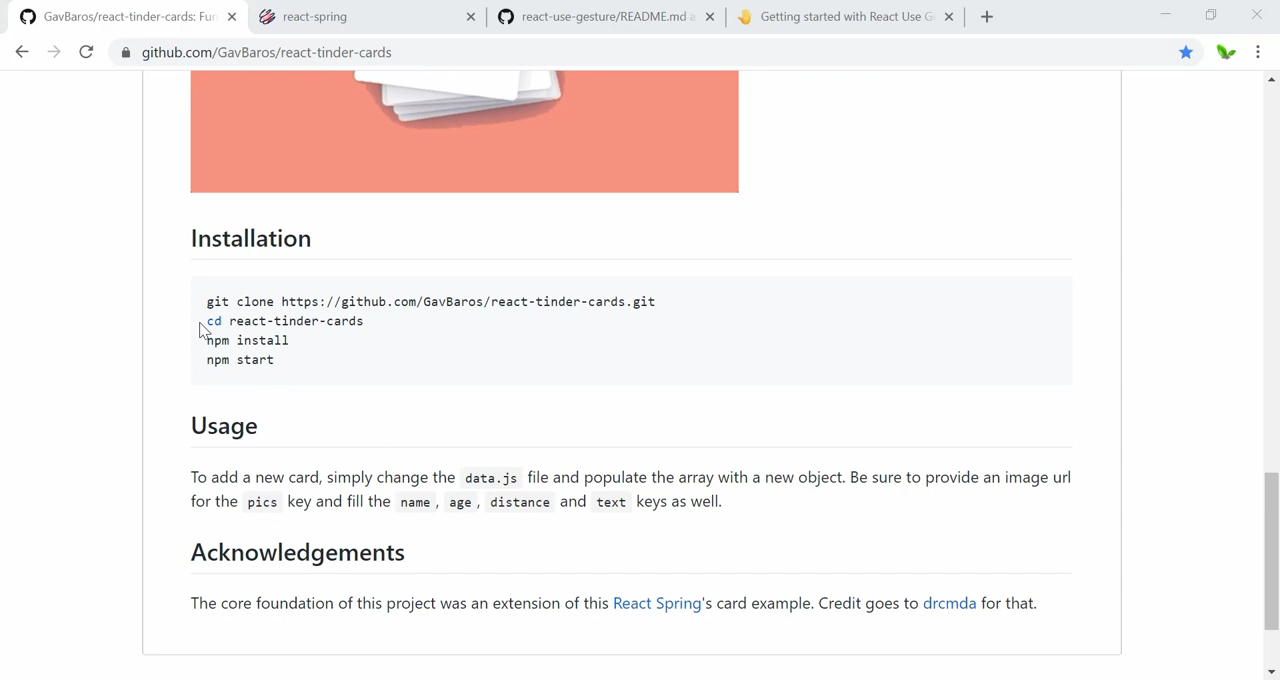 GavBaros/react-tinder-cards: Fun
react-spring
react-use-gesture/README.md a
Getting started with React Use G
github.com/GavBaros/react-tinder-cards
Installation
git clone https://github.com/GavBaros/react-tinder-cards.git
cd react-tinder-cards
npm install
npm start
Usage
To add a new card, simply change the data.js file and populate the array with a new object. Be sure to provide an image url
for the pics key and fill the name, age, distance and text keys as well.
Acknowledgements
The core foundation of this project was an extension of this React Spring's card example. Credit goes to drcmda for that.